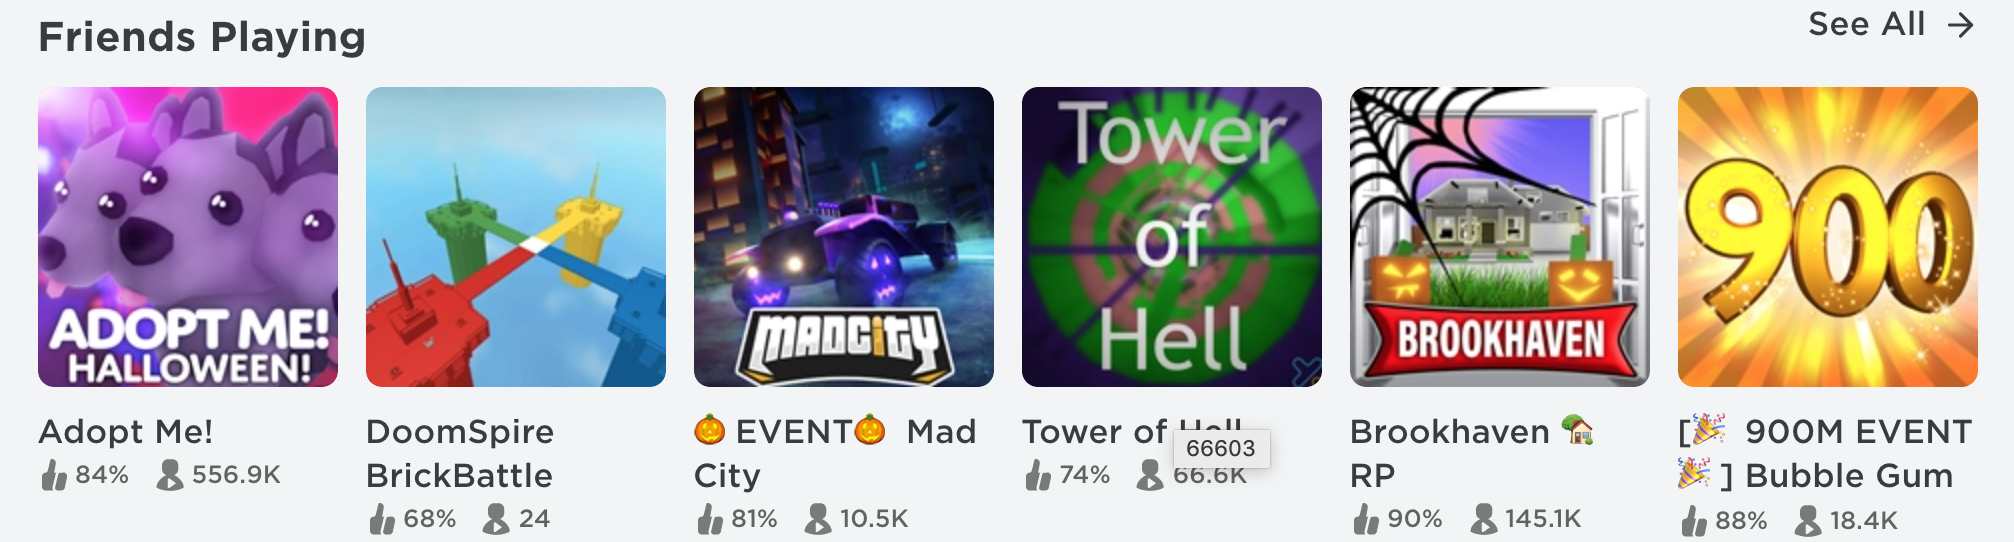 Friends Playing
See All →
ADOPT ME!
HALLOWEEN!!
MADCITY
Tower
of
Hell
BROOKHAVEN
900
Adopt Me!
84% 556.9K
DoomSpire
BrickBattle
68% 24
🎃 EVENT🎃 Mad
City
81% 10.5K
Tower of Hell
66603
74% 66.6K
Brookhaven 🏡
RP
90% 145.1K
[🎉 900M EVENT
🎉 ] Bubble Gum
88% 18.4K